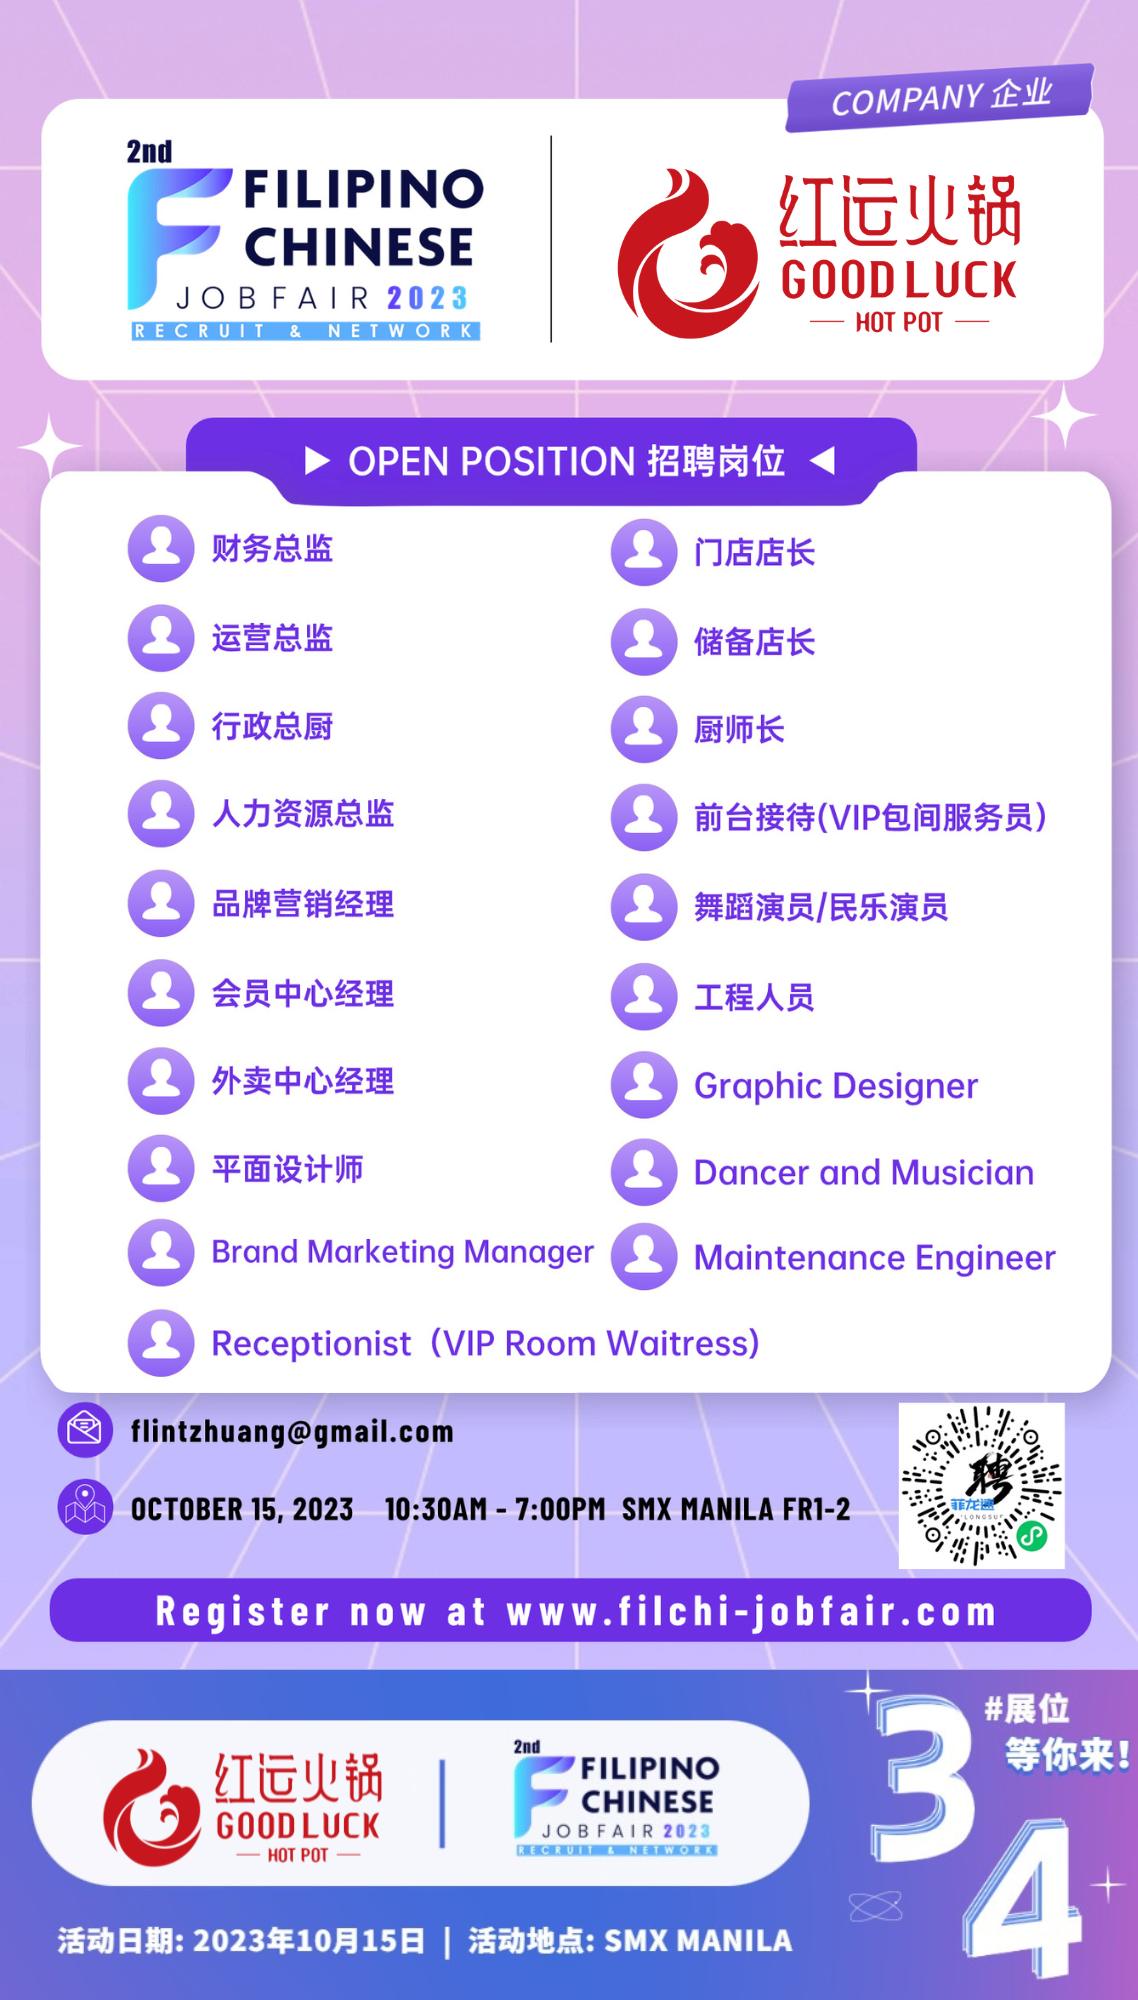 COMPANY 企业
2nd
FILIPINO
CHINESE
JOBFAIR 2023
RECRUIT & NETWORK
红运火锅
GOODLUCK
HOT POT
OPEN POSITION 招聘岗位
财务总监
门店店长
运营总监
储备店长
行政总厨
厨师长
人力资源总监
前台接待(VIP包间服务员)
品牌营销经理
舞蹈演员/民乐演员
会员中心经理
工程人员
外卖中心经理
Graphic Designer
平面设计师
Dancer and Musician
Brand Marketing Manager
Maintenance Engineer
Receptionist (VIP Room Waitress)
flintzhuang@gmail.com
OCTOBER 15, 2023 10:30AM - 7:00PM SMX MANILA FR1-2
聘
菲龙速
Register now at www.filchi-jobfair.com
红运火锅
GOODLUCK
HOT POT
2nd
FILIPINO
CHINESE
JOBFAIR 2023
RECRUIT & NETWORK
34
#展位
等你来!
活动日期: 2023年10月15日 | 活动地点: SMX MANILA